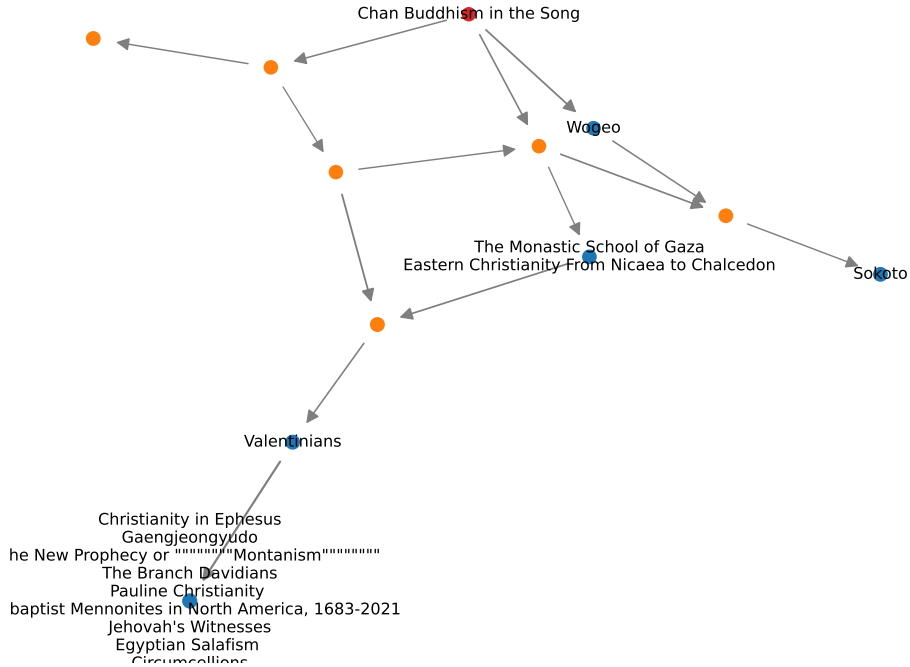 Chan Buddhism in the Song
Wogeo
The Monastic School of Gaza
Eastern Christianity From Nicaea to Chalcedon
Sokoto
Valentinians
Christianity in Ephesus
Gaengjeongyudo
he New Prophecy or """"""""Montanism""""""""
The Branch Davidians
Pauline Christianity
baptist Mennonites in North America, 1683-2021
Jehovah's Witnesses
Egyptian Salafism
Circumcellions